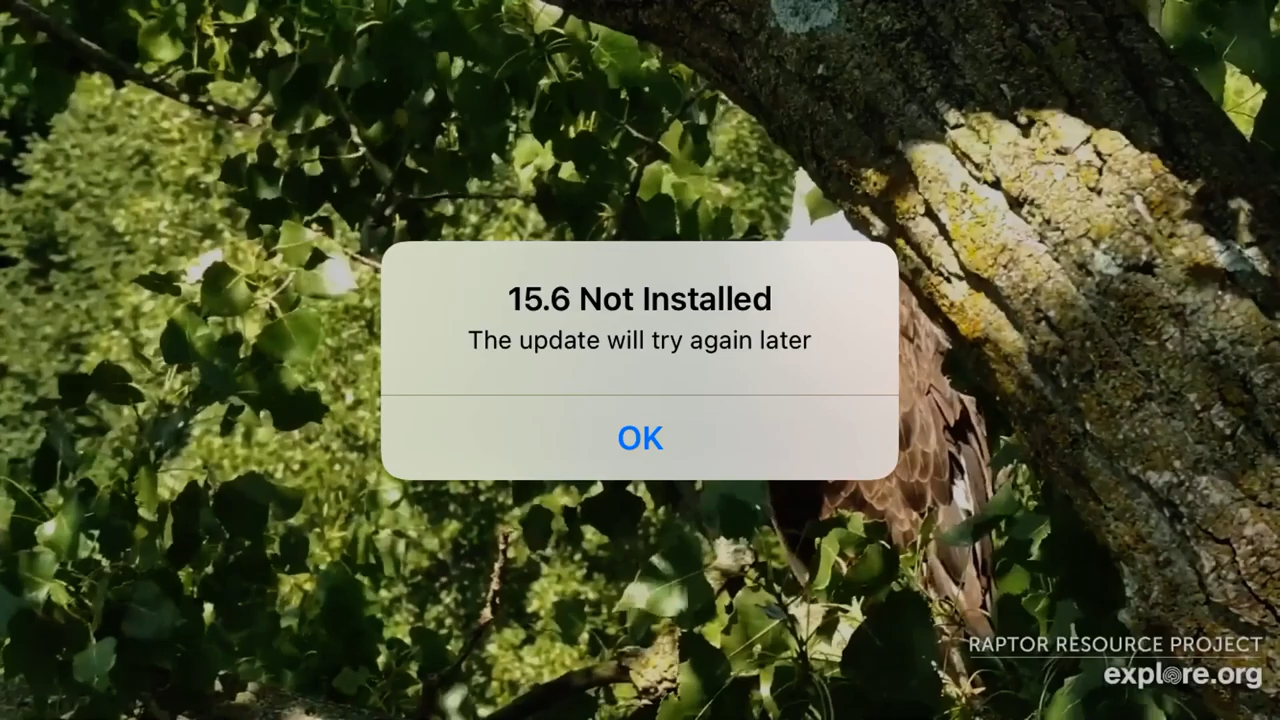 15.6 Not Installed
The update will try again later
OK
RAPTOR RESOURCE PROJECT
explore.org